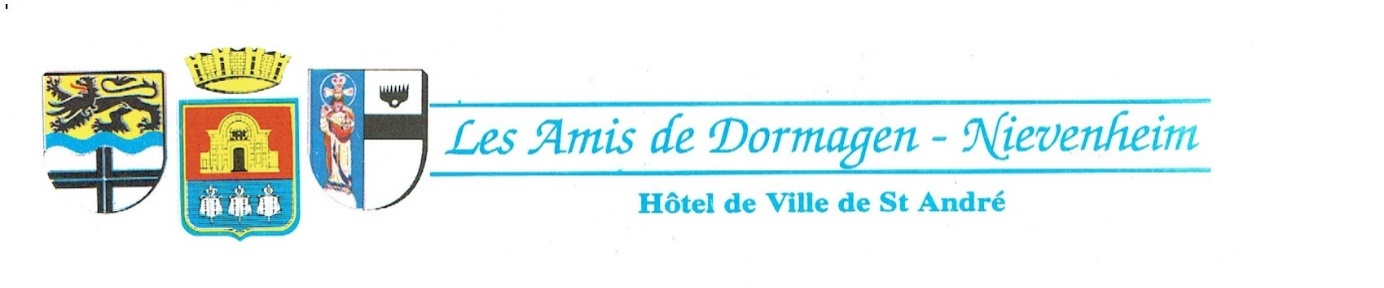 Les Amis de Dormagen - Nievenheim
Hôtel de Ville de St André